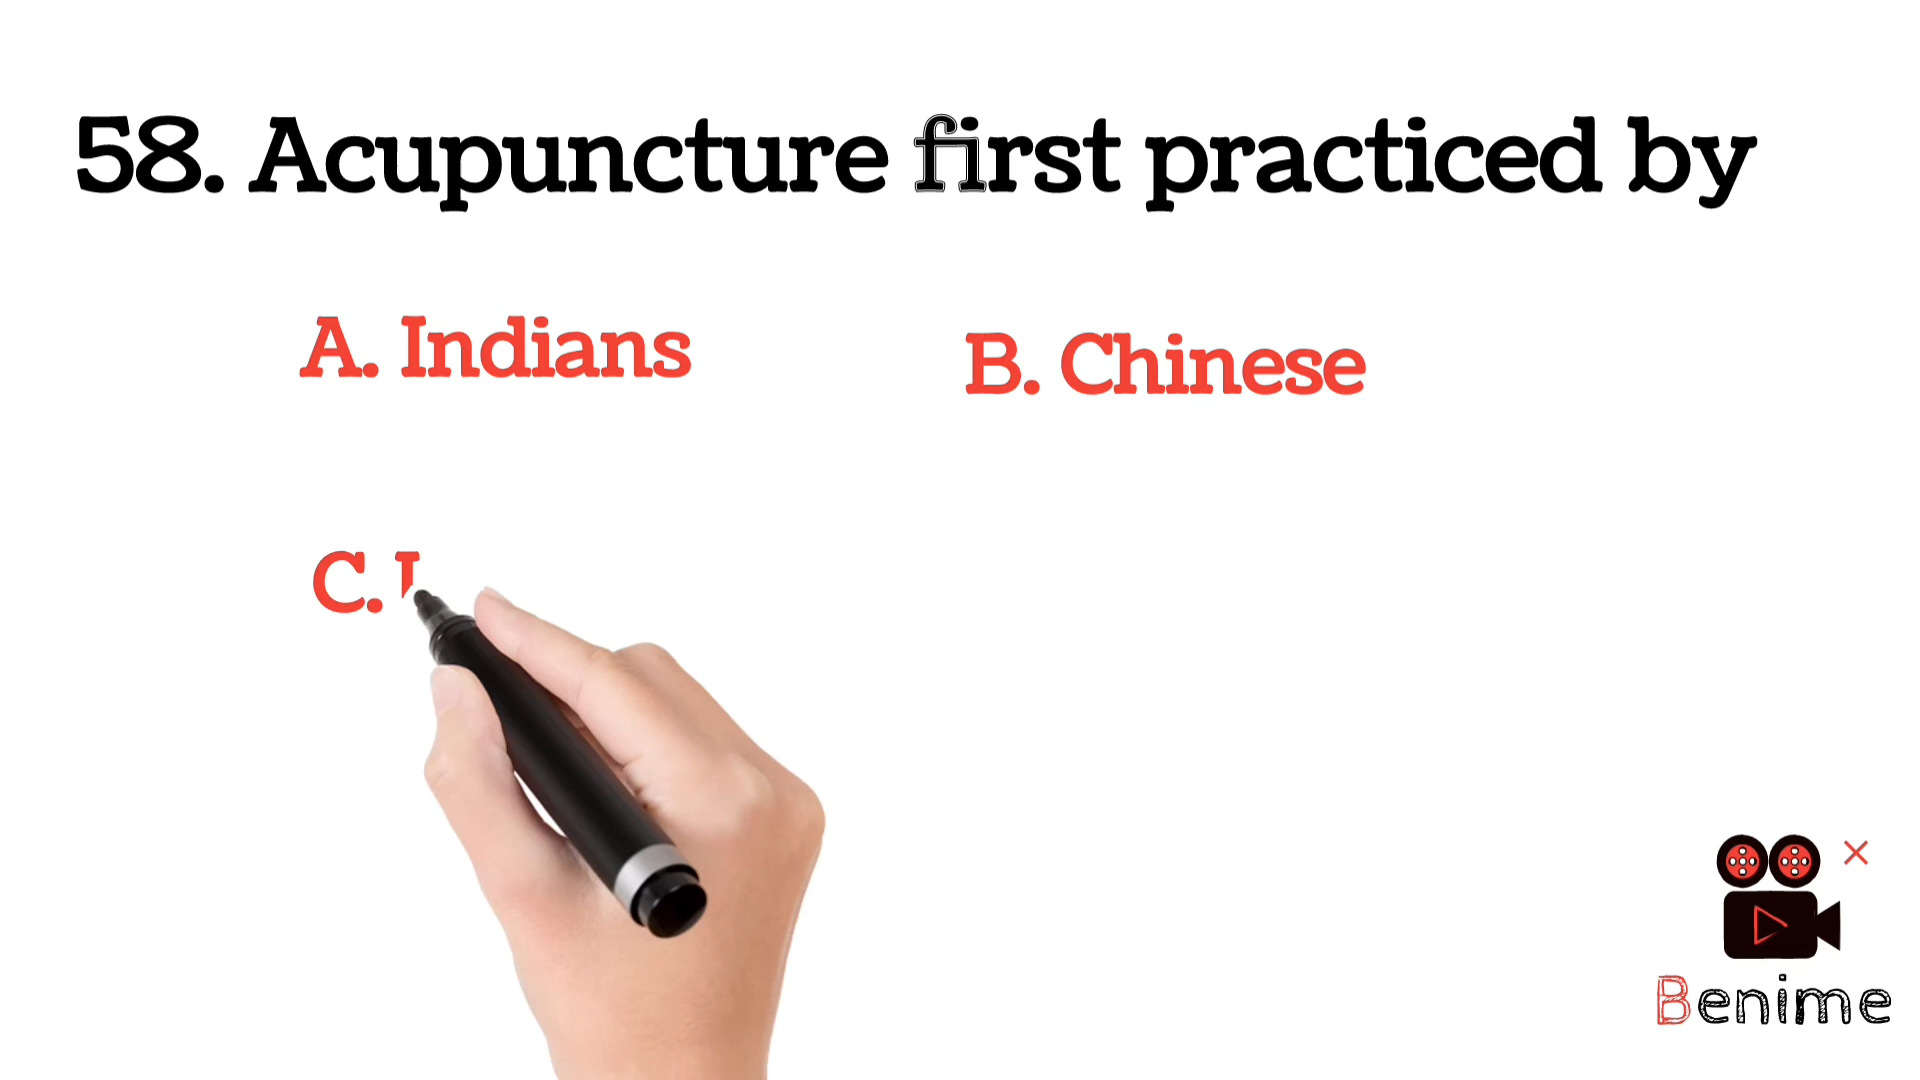 58. Acupuncture first practiced by
A. Indians
B. Chinese
C.
Benime